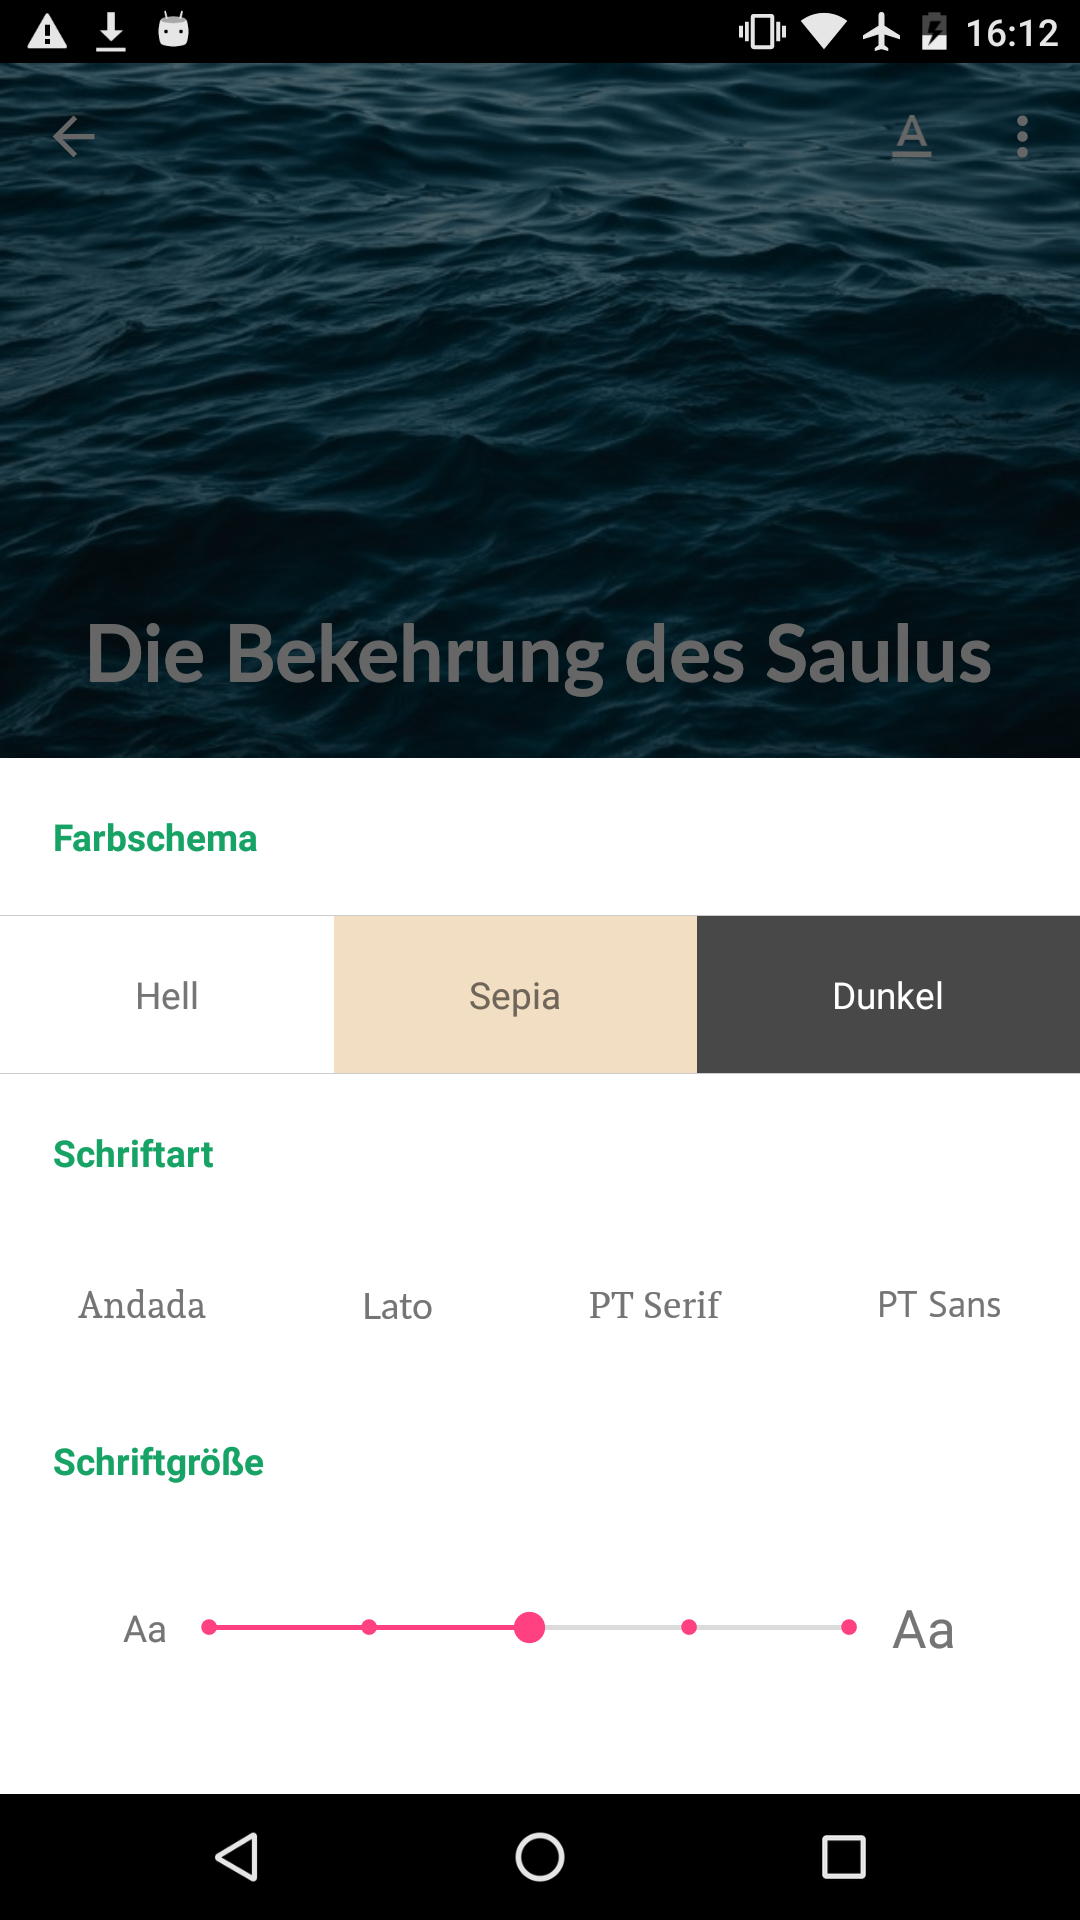 16:12
A
Die Bekehrung des Saulus
Farbschema
Hell Sepia Dunkel
Schriftart
Andada Lato PT Serif PT Sans
Schriftgröße
Aa Aa